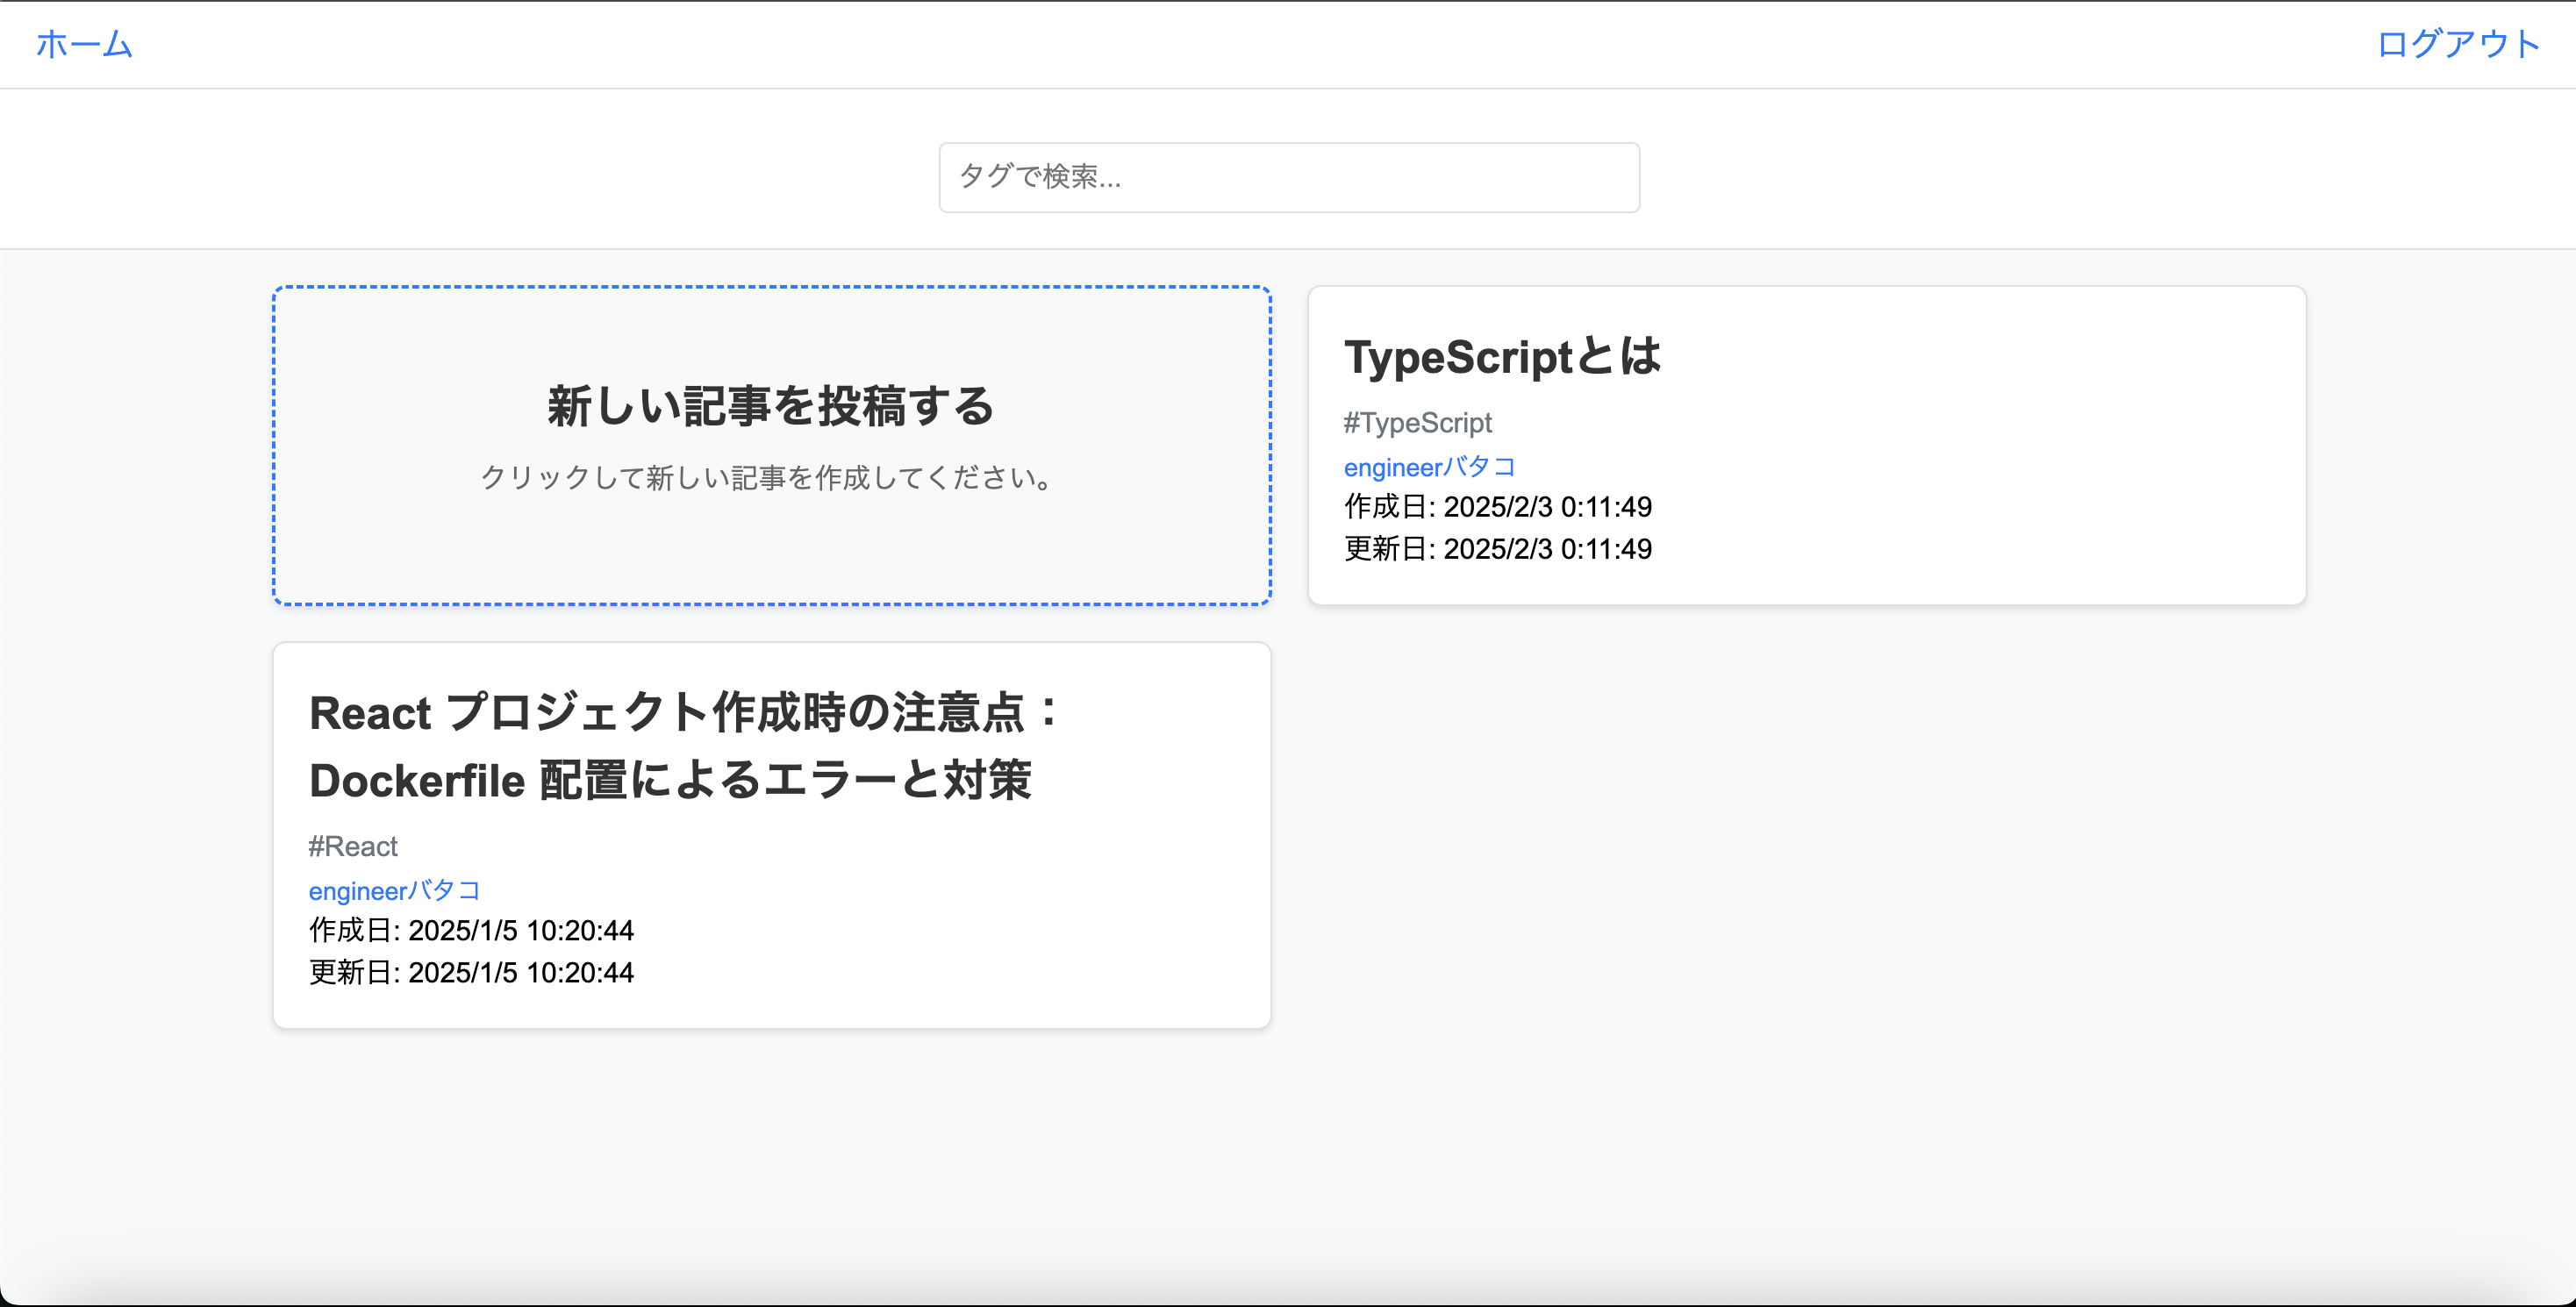 ホーム
ログアウト
タグで検索...
新しい記事を投稿する
クリックして新しい記事を作成してください。
TypeScriptとは
#TypeScript
engineerバタコ
作成日: 2025/2/3 0:11:49
更新日: 2025/2/3 0:11:49
React プロジェクト作成時の注意点：
Dockerfile 配置によるエラーと対策
#React
engineerバタコ
作成日: 2025/1/5 10:20:44
更新日: 2025/1/5 10:20:44